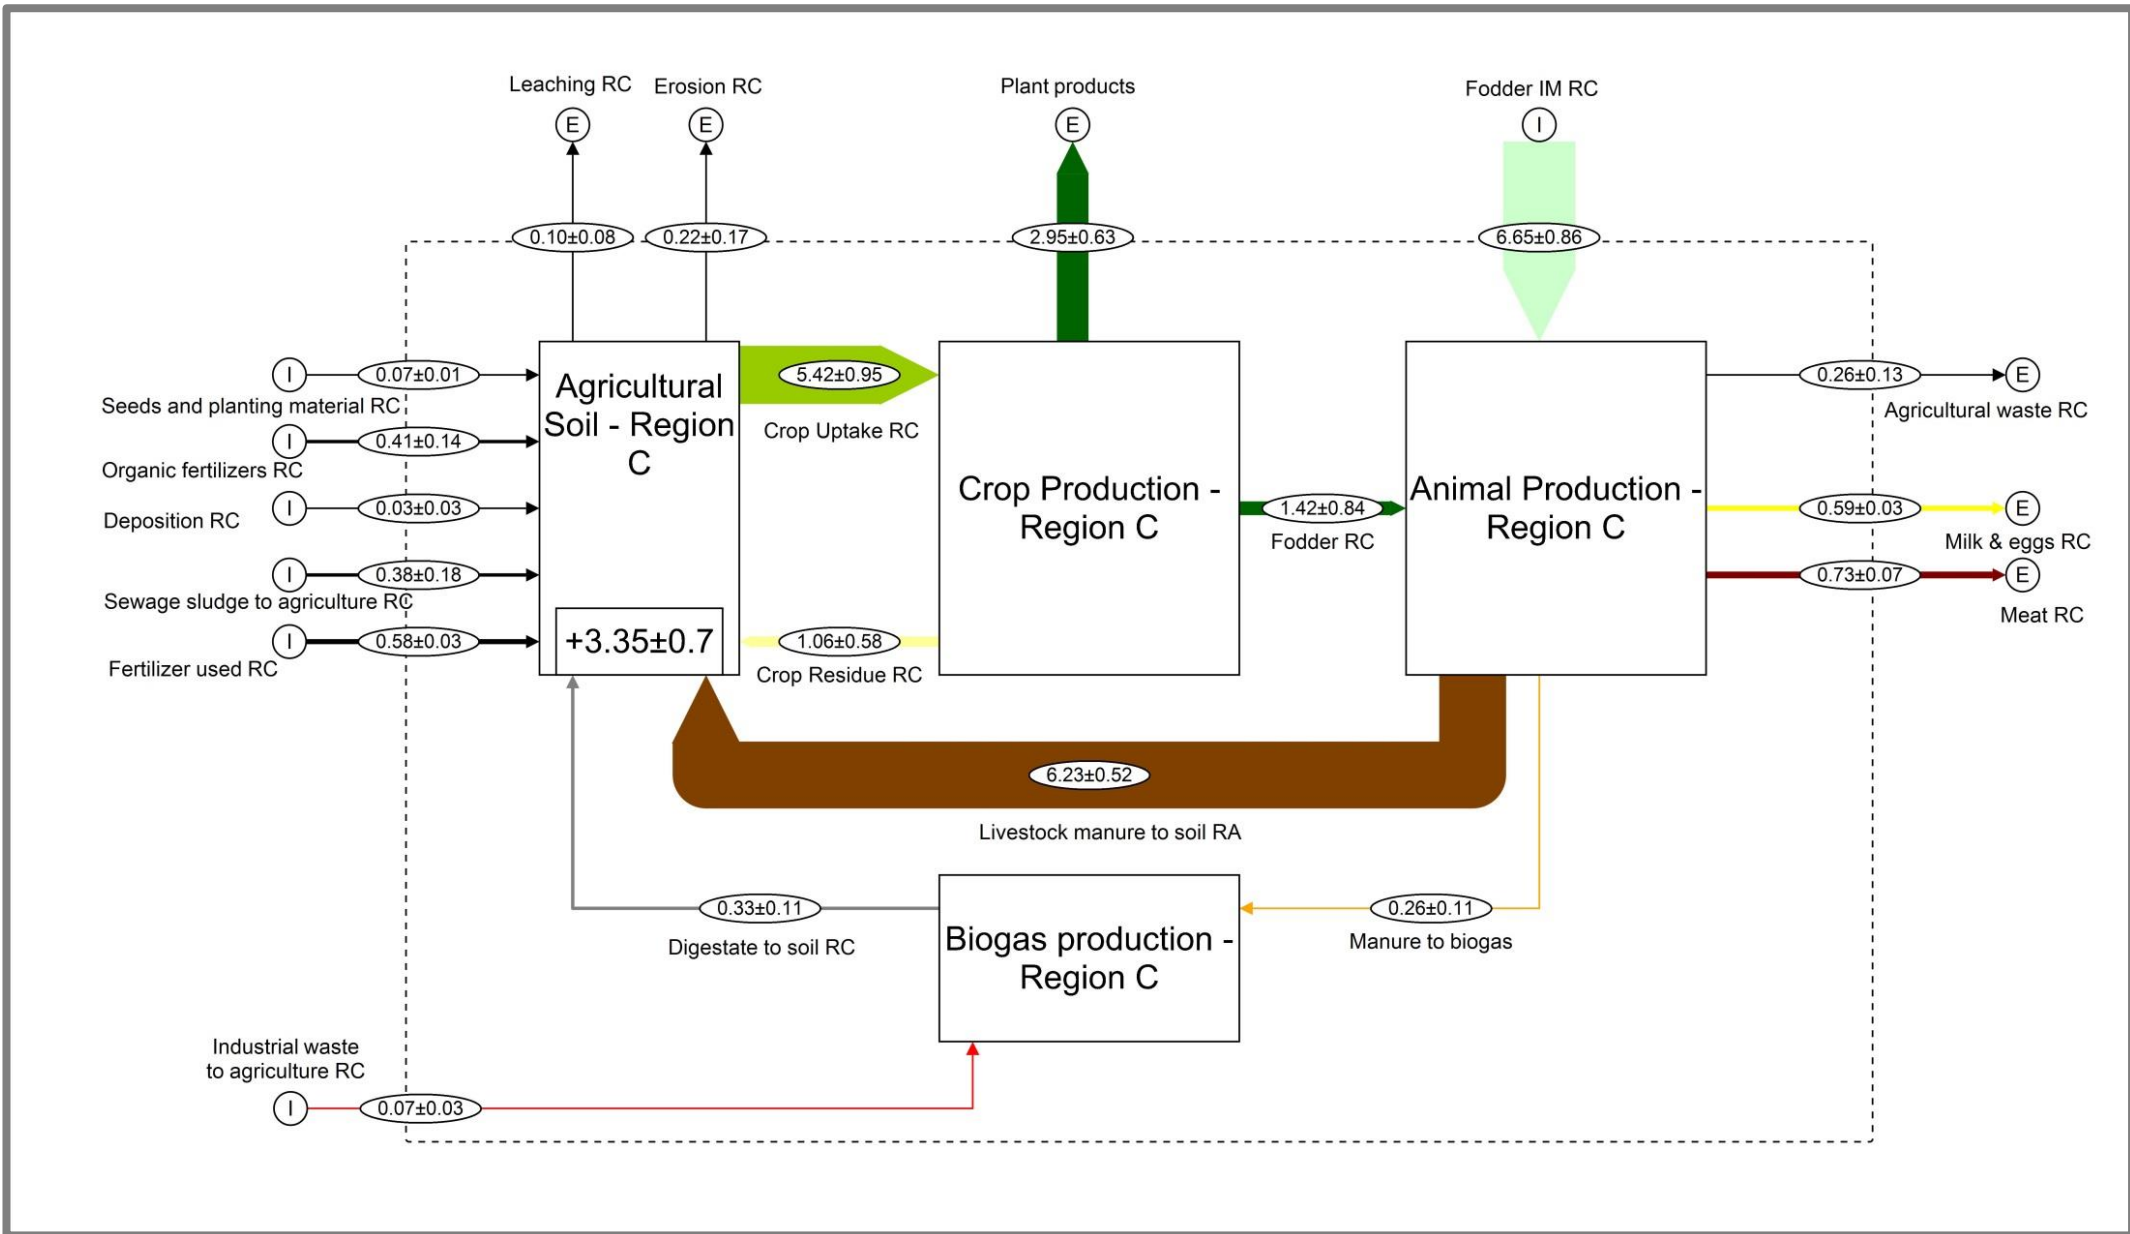 Leaching RC
Erosion RC
Plant products
Fodder IM RC
E
E
E
I
0.10±0.08
0.22±0.17
2.95±0.63
6.65±0.86
I
0.07±0.01
Seeds and planting material RC
I
0.41±0.14
Organic fertilizers RC
I
0.03±0.03
Deposition RC
I
0.38±0.18
Sewage sludge to agriculture RC
I
0.58±0.03
Fertilizer used RC
Agricultural
Soil - Region
C
+3.35±0.7
5.42±0.95
Crop Uptake RC
1.06±0.58
Crop Residue RC
Crop Production -
Region C
1.42±0.84
Fodder RC
Animal Production -
Region C
0.26±0.13
E
Agricultural waste RC
0.59±0.03
E
Milk & eggs RC
0.73±0.07
E
Meat RC
6.23±0.52
Livestock manure to soil RA
0.33±0.11
Digestate to soil RC
Biogas production -
Region C
0.26±0.11
Manure to biogas
Industrial waste
to agriculture RC
I
0.07±0.03